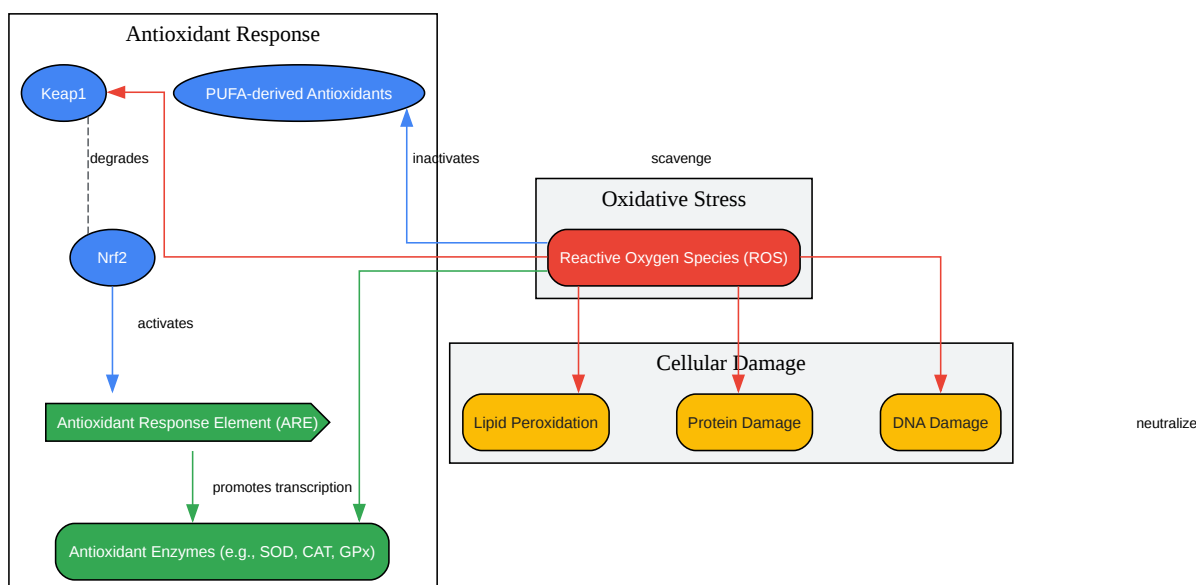 Antioxidant Response
Keap1
PUFA-derived Antioxidants
degrades
inactivates
scavenge
Oxidative Stress
Nrf2
Reactive Oxygen Species (ROS)
activates
Cellular Damage
Antioxidant Response Element (ARE)
Lipid Peroxidation
Protein Damage
DNA Damage
neutralize
promotes transcription
Antioxidant Enzymes (e.g., SOD, CAT, GPx)